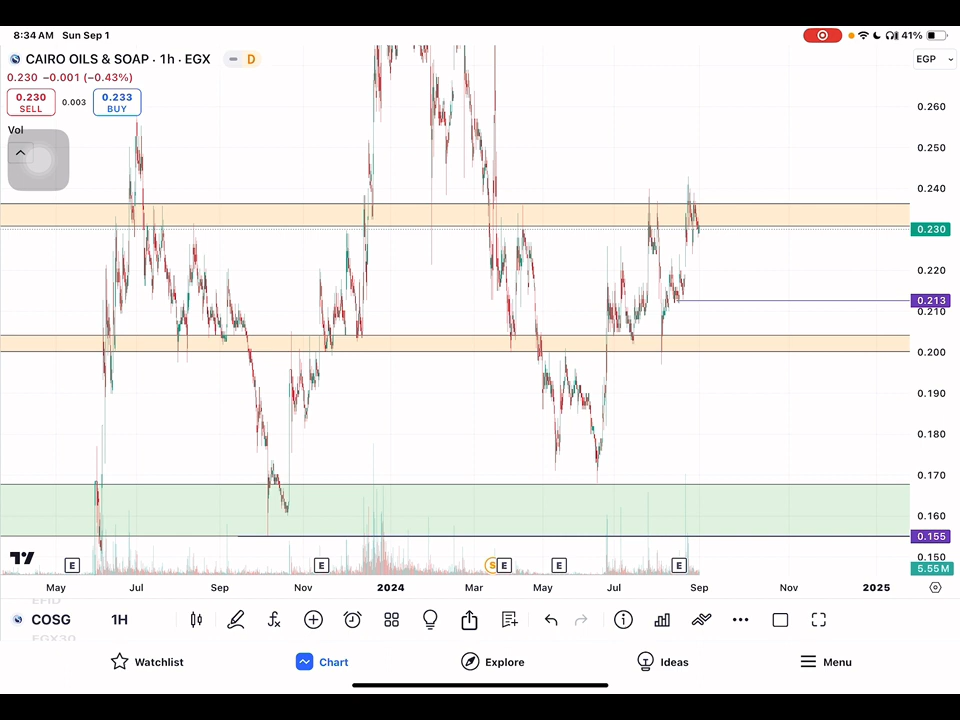 8:34 AM Sun Sep 1
41%
CAIRO OILS & SOAP · 1h · EGX
D
EGP
0.230 −0.001 (−0.43%)
0.230 SELL
0.003
0.233 BUY
Vol
0.260
0.250
0.240
0.230
0.220
0.213
0.210
0.200
0.190
0.180
0.170
0.160
0.155
0.150
5.55M
E
E
S
E
E
E
May Jul Sep Nov 2024 Mar May Jul Sep Nov 2025
EFID
COSG 1H
EGX30
Watchlist Chart Explore Ideas Menu